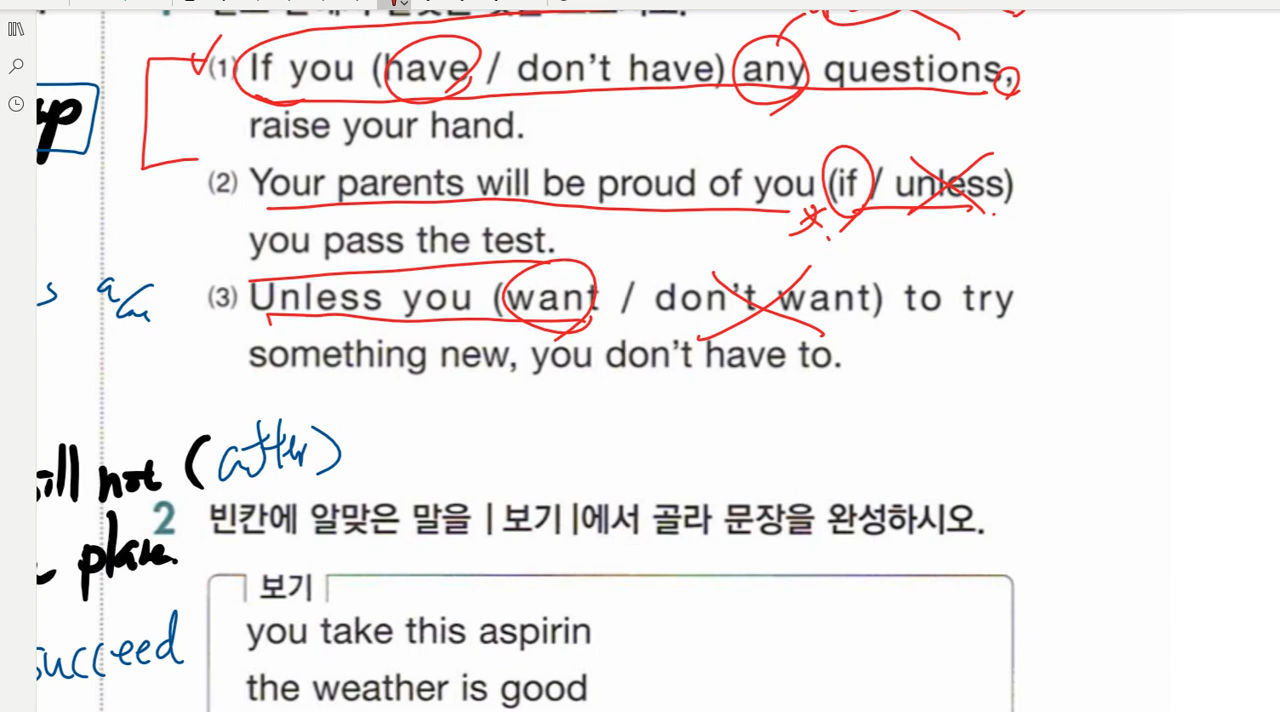 (1) If you (have / don't have) any questions,
raise your hand.
(2) Your parents will be proud of you (if / unless)
you pass the test.
(3) Unless you (want / don't want) to try
something new, you don't have to.
s a/an
ill not (after)
2 빈칸에 알맞은 말을 | 보기 |에서 골라 문장을 완성하시오.
succeed
보기
you take this aspirin
the weather is good